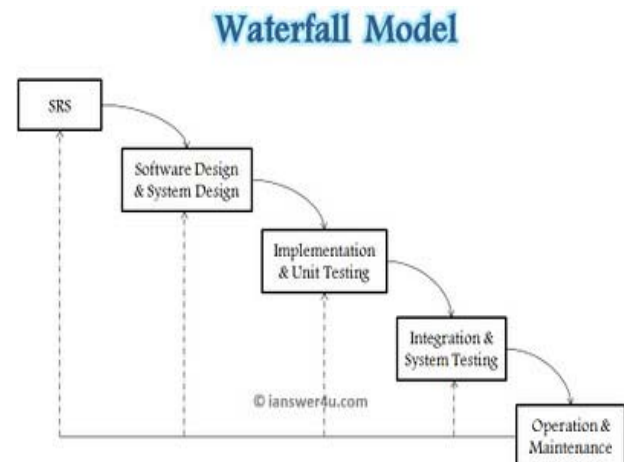 Waterfall Model
SRS
Software Design
& System Design
Implementation
& Unit Testing
Integration &
System Testing
© ianswer4u.com
Operation &
Maintenance